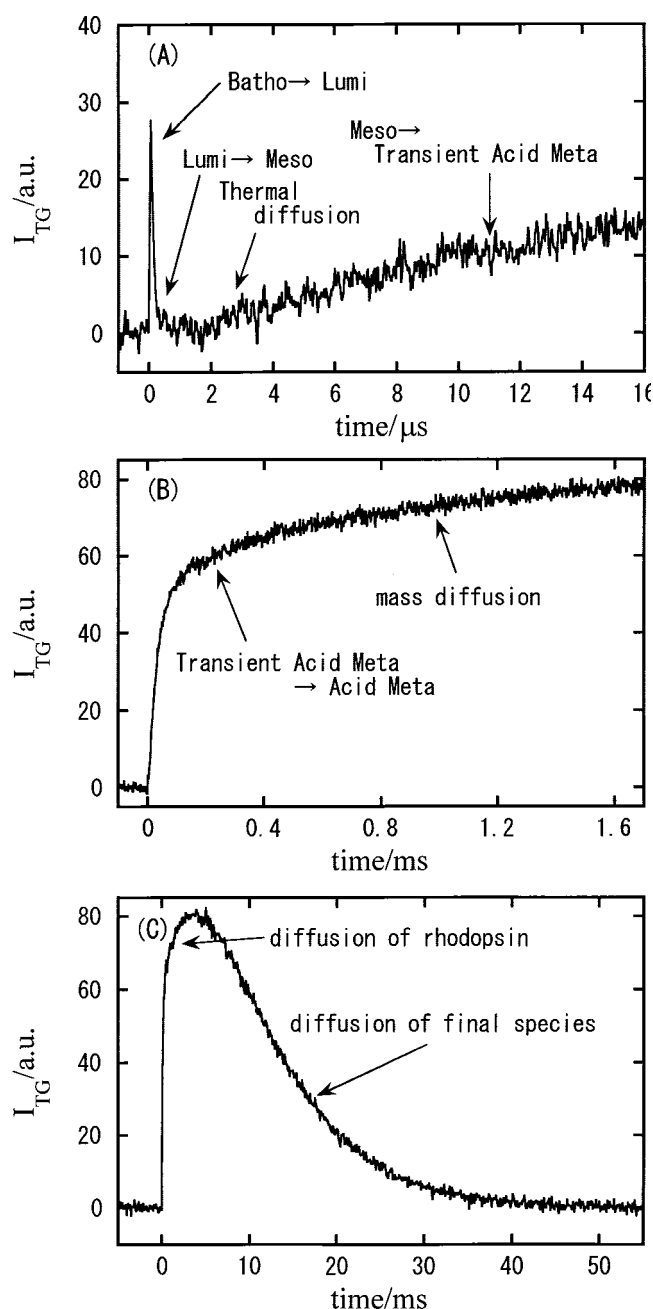 (A)
Batho→ Lumi
Lumi→ Meso
Thermal
diffusion
Meso→
Transient Acid Meta
I_TG/a.u.
40
30
20
10
0
0 2 4 6 8 10 12 14 16
time/μs
(B)
mass diffusion
Transient Acid Meta
→ Acid Meta
I_TG/a.u.
80
60
40
20
0
0 0.4 0.8 1.2 1.6
time/ms
(C)
diffusion of rhodopsin
diffusion of final species
I_TG/a.u.
80
60
40
20
0
0 10 20 30 40 50
time/ms